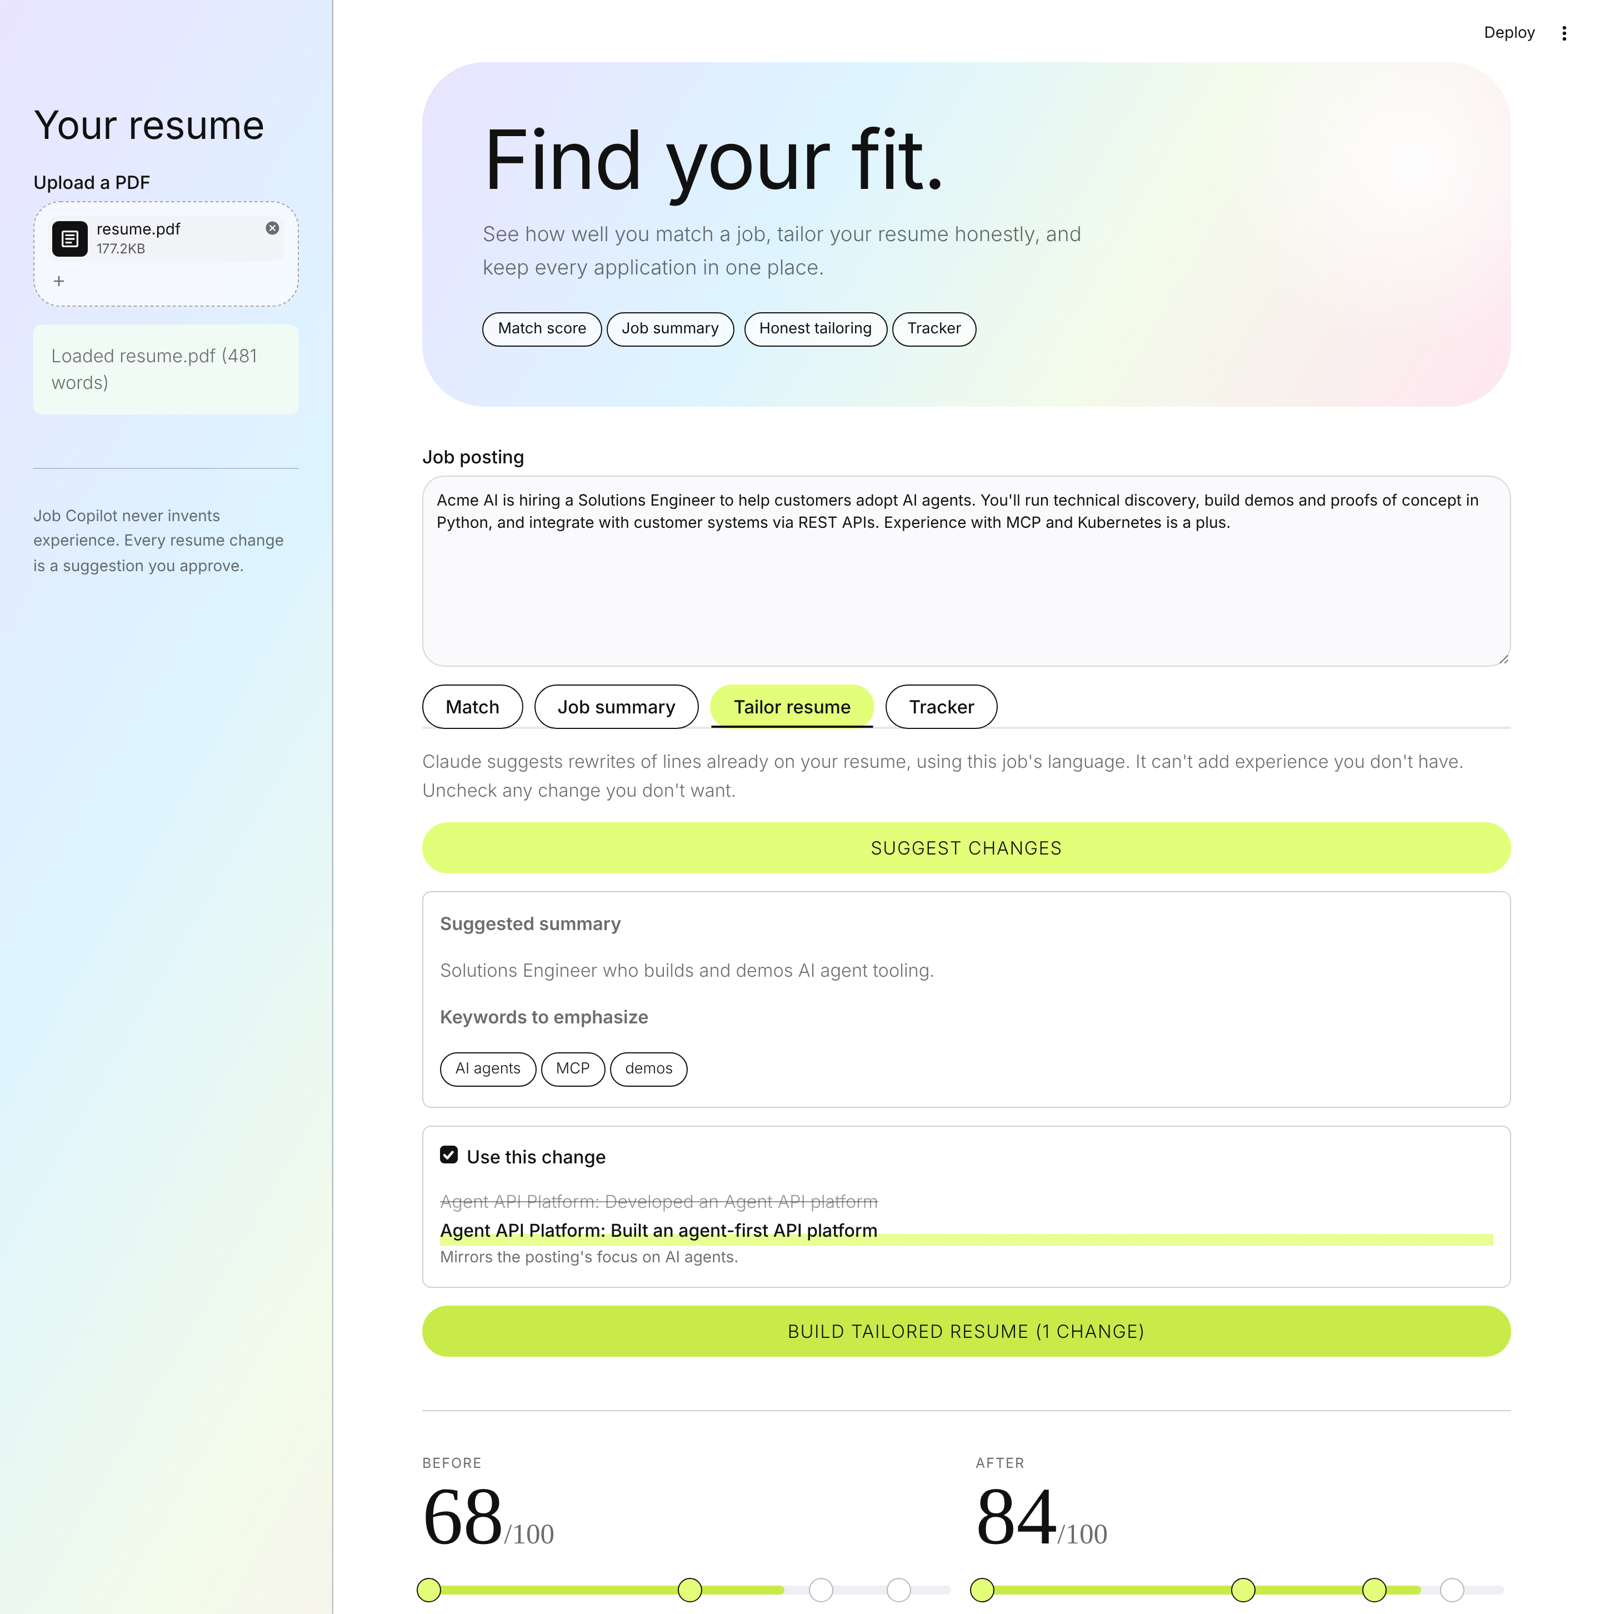 Deploy
Your resume
Upload a PDF
resume.pdf
177.2KB
+
Loaded resume.pdf (481
words)
Job Copilot never invents
experience. Every resume change
is a suggestion you approve.
Find your fit.
See how well you match a job, tailor your resume honestly, and
keep every application in one place.
Match score Job summary Honest tailoring Tracker
Job posting
Acme AI is hiring a Solutions Engineer to help customers adopt AI agents. You'll run technical discovery, build demos and proofs of concept in
Python, and integrate with customer systems via REST APIs. Experience with MCP and Kubernetes is a plus.
Match Job summary Tailor resume Tracker
Claude suggests rewrites of lines already on your resume, using this job's language. It can't add experience you don't have.
Uncheck any change you don't want.
SUGGEST CHANGES
Suggested summary
Solutions Engineer who builds and demos AI agent tooling.
Keywords to emphasize
AI agents MCP demos
Use this change
Agent API Platform: Developed an Agent API platform
Agent API Platform: Built an agent-first API platform
Mirrors the posting's focus on AI agents.
BUILD TAILORED RESUME (1 CHANGE)
BEFORE
68/100
AFTER
84/100